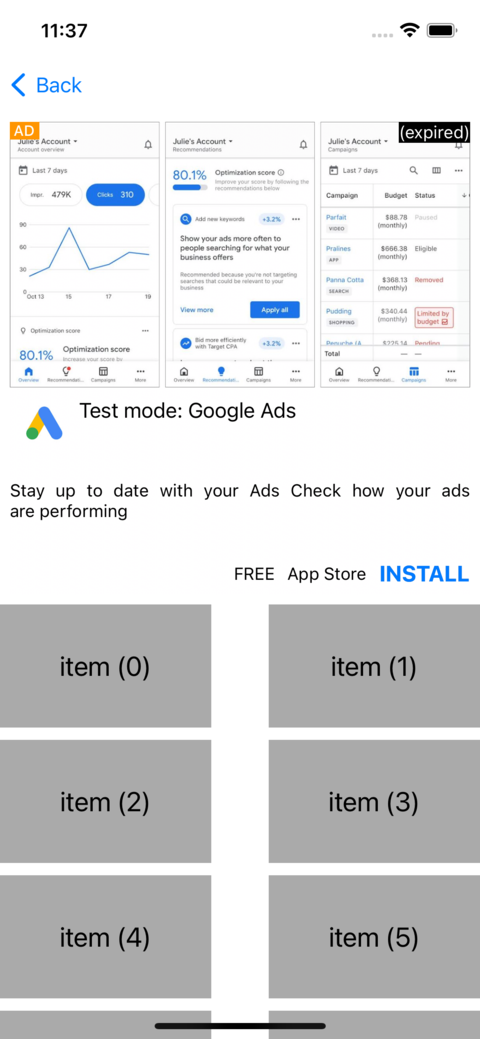 11:37
Back
AD
Julie's Account
Account overview
Last 7 days
Impr. 479K
Clicks 310
90
60
30
0
Oct 13 15 17 19
Optimization score
80.1% Optimization score
Increase your score by
Overview Recommendati... Campaigns More
Julie's Account
Recommendations
80.1% Optimization score
Improve your score by following the
recommendations below.
Add new keywords +3.2%
Show your ads more often to
people searching for what your
business offers
Recommended because you're not targeting
searches that could be relevant to your
business
View more Apply all
Bid more efficiently
with Target CPA +3.2%
Overview Recommendati... Campaigns More
(expired)
Julie's Account
Campaigns
Last 7 days
Campaign Budget Status
Parfait $88.78 Paused
VIDEO (monthly)
Pralines $666.38 Eligible
APP (monthly)
Panna Cotta $368.13 Removed
SEARCH (monthly)
Pudding $340.44 Limited by
SHOPPING (monthly) budget
$225.14 Pending
Total — —
Overview Recommendati... Campaigns More
Test mode: Google Ads
Stay up to date with your Ads Check how your ads
are performing
FREE App Store INSTALL
item (0) item (1)
item (2) item (3)
item (4) item (5)